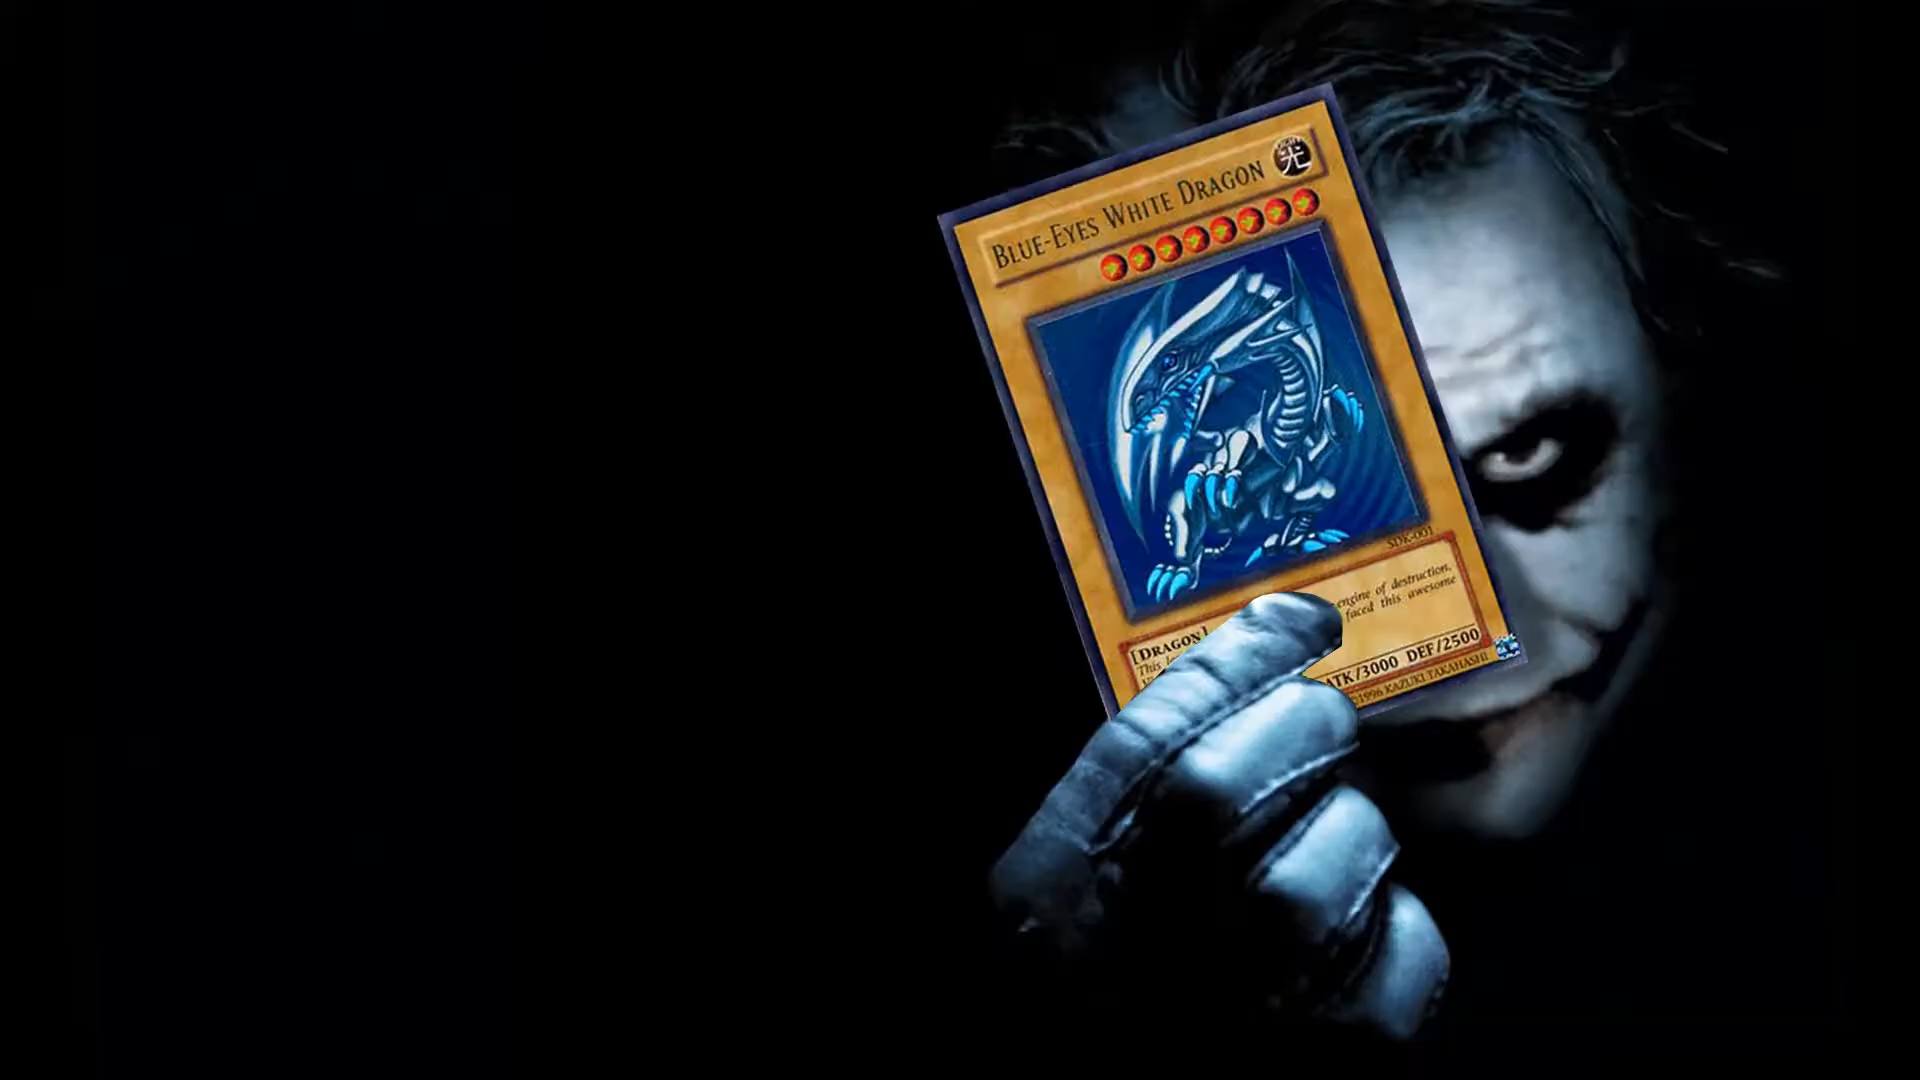 BLUE-EYES WHITE DRAGON
光
SDK-001
[DRAGON]
This
engine of destruction.
faced this awesome
ATK/3000 DEF/2500
©1996 KAZUKI TAKAHASHI